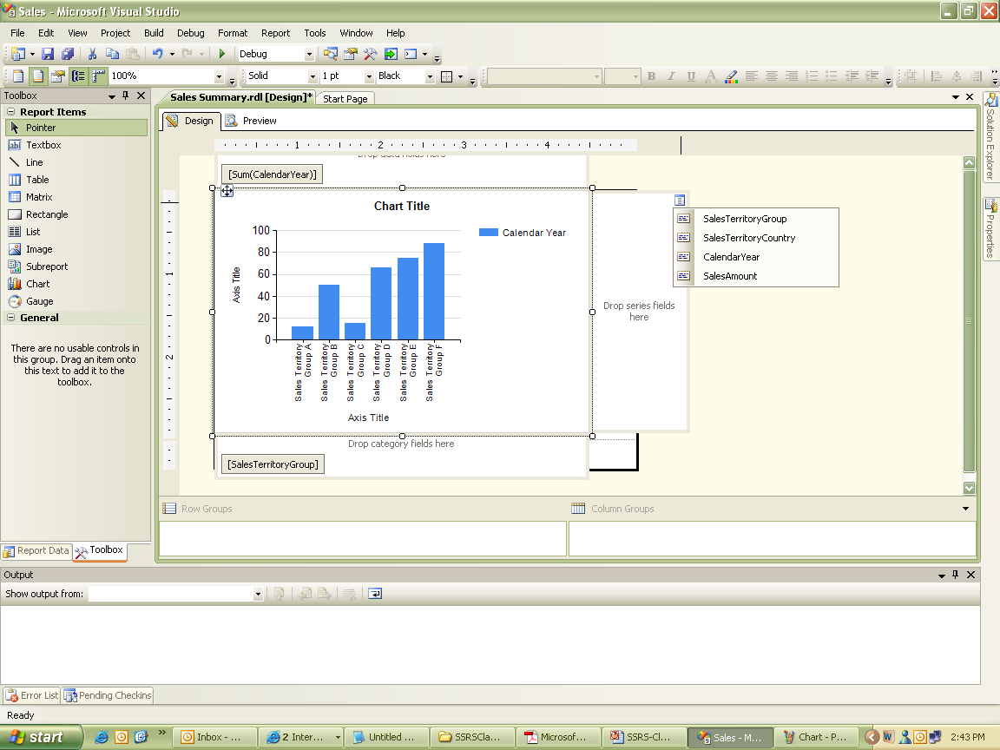 Sales - Microsoft Visual Studio
File Edit View Project Build Debug Format Report Tools Window Help
Debug
100% Solid 1 pt Black
B I U A
Toolbox
Report Items
Pointer
Textbox
Line
Table
Matrix
Rectangle
List
Image
Subreport
Chart
Gauge
General
There are no usable controls in
this group. Drag an item onto
this text to add it to the
toolbox.
Report Data Toolbox
Sales Summary.rdl [Design]* Start Page
Design Preview
1 2 3 4
Drop data fields here
[Sum(CalendarYear)]
1
2
Chart Title
Calendar Year
Axis Title
100
80
60
40
20
0
Sales Territory
Group A
Sales Territory
Group B
Sales Territory
Group C
Sales Territory
Group D
Sales Territory
Group E
Sales Territory
Group F
Axis Title
Drop category fields here
[SalesTerritoryGroup]
SalesTerritoryGroup
SalesTerritoryCountry
CalendarYear
SalesAmount
Drop series fields
here
Row Groups Column Groups
Solution Explorer
Properties
Output
Show output from:
Error List Pending Checkins
Ready
start
Inbox - ...
2 Inter...
Untitled ...
SSRSCla...
Microsof...
SSRS-Cl...
Sales - M...
Chart - P...
2:43 PM